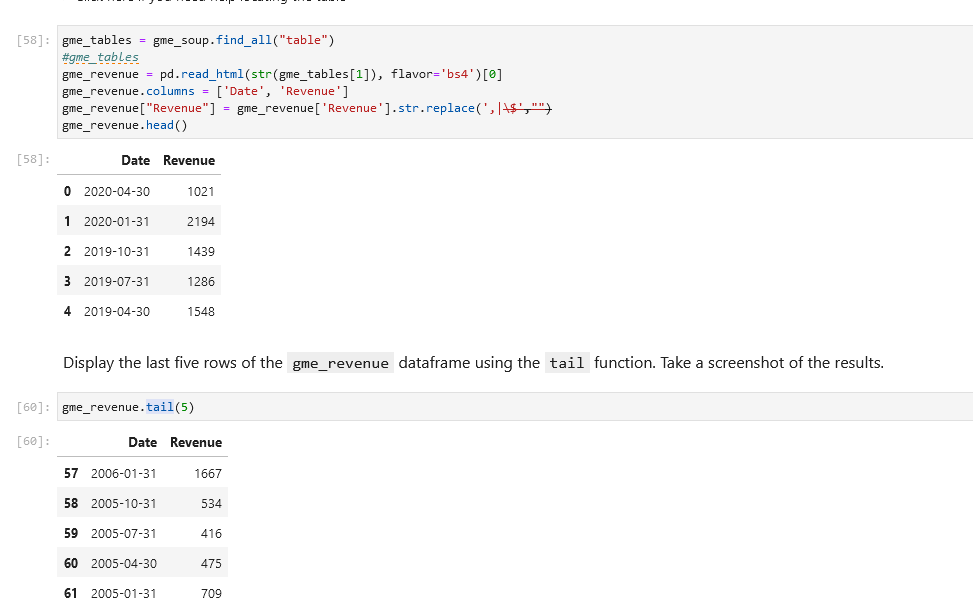 [58]: gme_tables = gme_soup.find_all("table")
#gme_tables
gme_revenue = pd.read_html(str(gme_tables[1]), flavor='bs4')[0]
gme_revenue.columns = ['Date', 'Revenue']
gme_revenue["Revenue"] = gme_revenue['Revenue'].str.replace(',|\$',"")
gme_revenue.head()
[58]: Date Revenue
0 2020-04-30 1021
1 2020-01-31 2194
2 2019-10-31 1439
3 2019-07-31 1286
4 2019-04-30 1548
Display the last five rows of the gme_revenue dataframe using the tail function. Take a screenshot of the results.
[60]: gme_revenue.tail(5)
[60]: Date Revenue
57 2006-01-31 1667
58 2005-10-31 534
59 2005-07-31 416
60 2005-04-30 475
61 2005-01-31 709